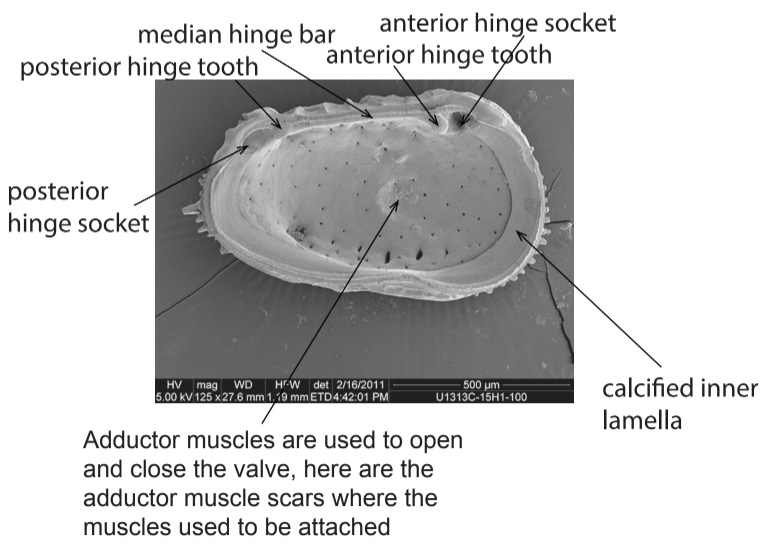 anterior hinge socket
median hinge bar
anterior hinge tooth
posterior hinge tooth
posterior
hinge socket
calcified inner
lamella
HV mag WD HFW det 2/16/2011 500 µm
5.00 kV 125 x 27.6 mm 1.19 mm ETD 4:42:01 PM U1313C-15H1-100
Adductor muscles are used to open
and close the valve, here are the
adductor muscle scars where the
muscles used to be attached